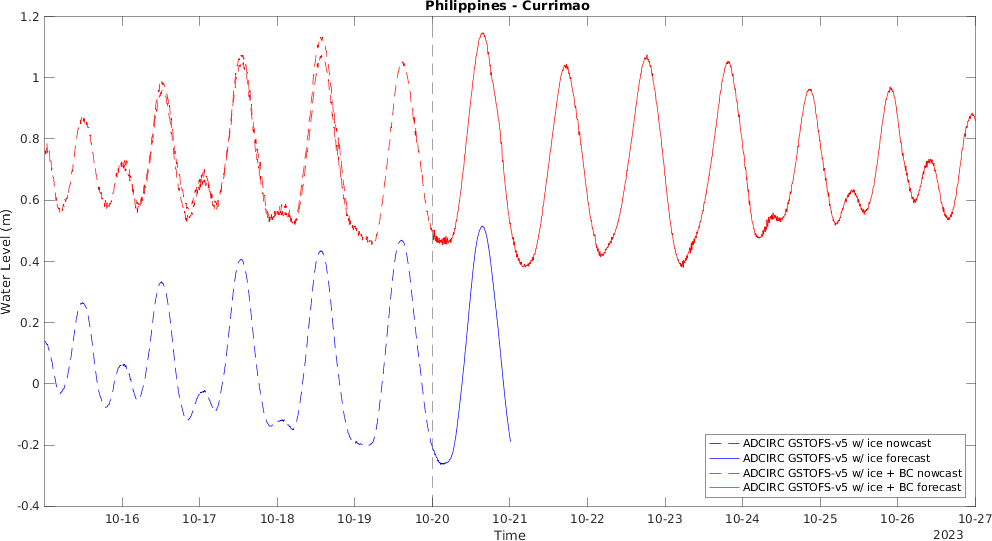 Philippines - Currimao
Water Level (m)
1.2
1
0.8
0.6
0.4
0.2
0
-0.2
-0.4
ADCIRC GSTOFS-v5 w/ ice nowcast
ADCIRC GSTOFS-v5 w/ ice forecast
ADCIRC GSTOFS-v5 w/ ice + BC nowcast
ADCIRC GSTOFS-v5 w/ ice + BC forecast
10-16 10-17 10-18 10-19 10-20 10-21 10-22 10-23 10-24 10-25 10-26 10-27
Time
2023